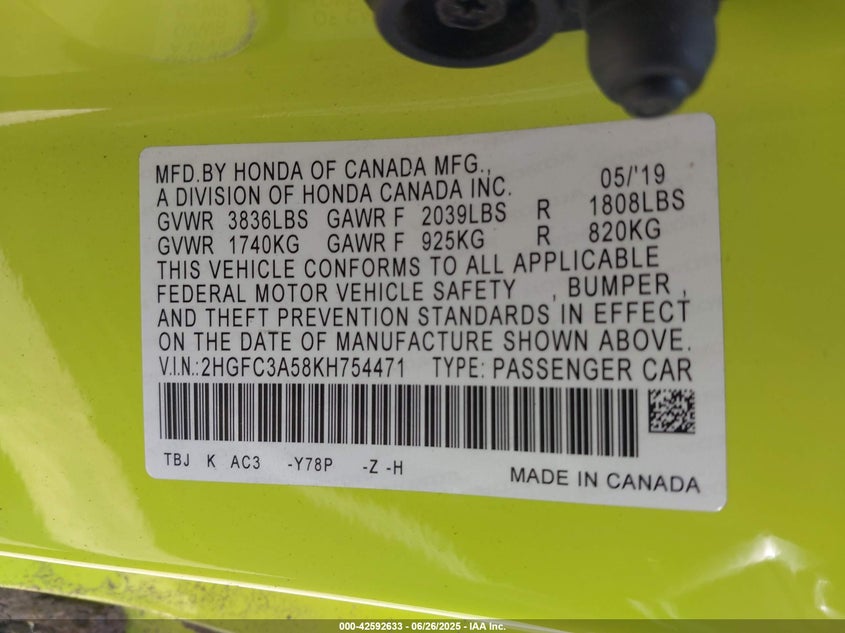 MFD.BY HONDA OF CANADA MFG., 05/'19
A DIVISION OF HONDA CANADA INC.
GVWR 3836LBS GAWR F 2039LBS R 1808LBS
GVWR 1740KG GAWR F 925KG R 820KG
THIS VEHICLE CONFORMS TO ALL APPLICABLE
FEDERAL MOTOR VEHICLE SAFETY , BUMPER ,
AND THEFT PREVENTION STANDARDS IN EFFECT
ON THE DATE OF MANUFACTURE SHOWN ABOVE.
V.I.N.:2HGFC3A58KH754471 TYPE: PASSENGER CAR
TBJ K AC3 -Y78P -Z -H
MADE IN CANADA
000-42592633 - 06/26/2025 - IAA Inc.